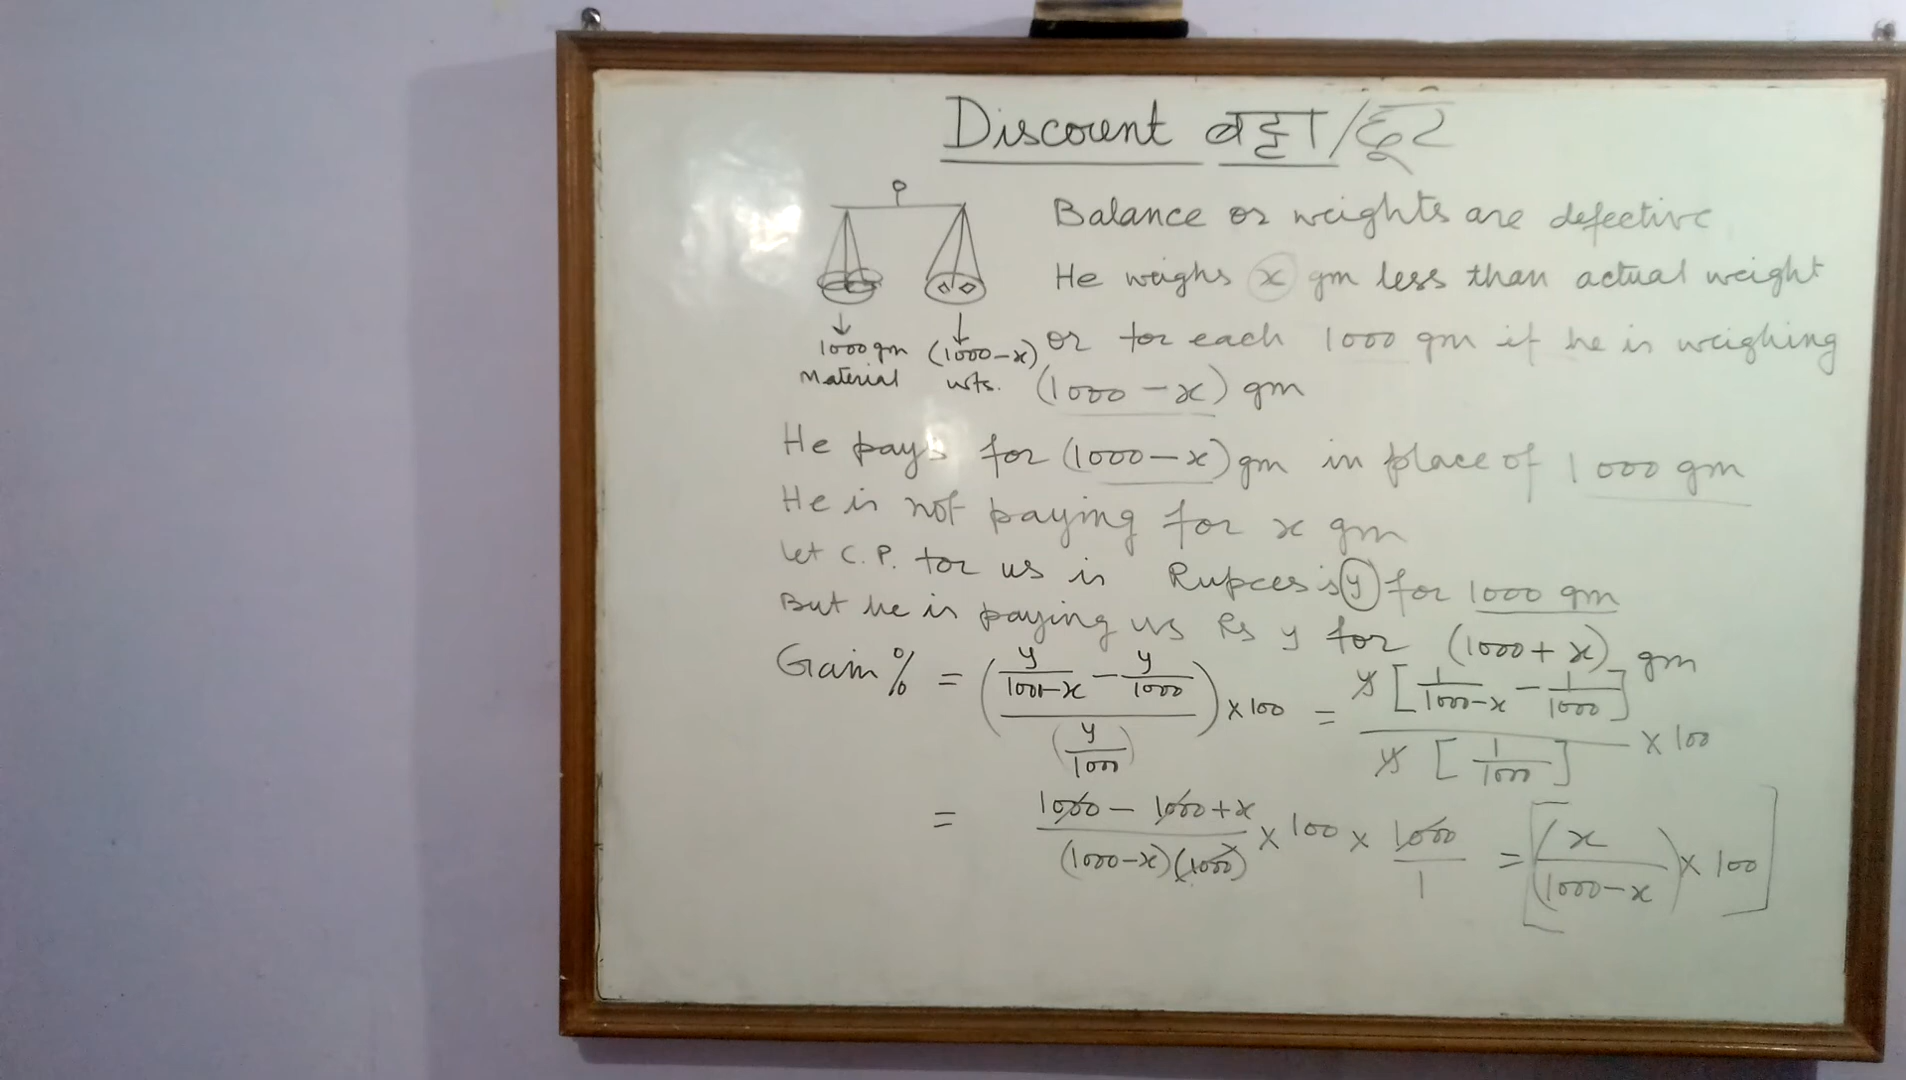 Discount बट्टा/छूट
Balance or weights are defective
He weighs x gm less than actual weight
1000 gm Material
(1000-x) wts.
or for each 1000 gm if he is weighing
(1000-x) gm
He pays for (1000-x) gm in place of 1000 gm
He is not paying for x gm
Let C.P. for us is Rupees is y for 1000 gm
But he is paying us Rs y for (1000+x) gm
Gain % = ((y/(1000-x) - y/1000)/(y/1000)) × 100 = (y[1/(1000-x) - 1/1000])/(y[1/1000]) × 100
= (1000 - 1000 + x)/((1000-x)(1000)) × 100 × 1000/1 = [(x/(1000-x)) × 100]